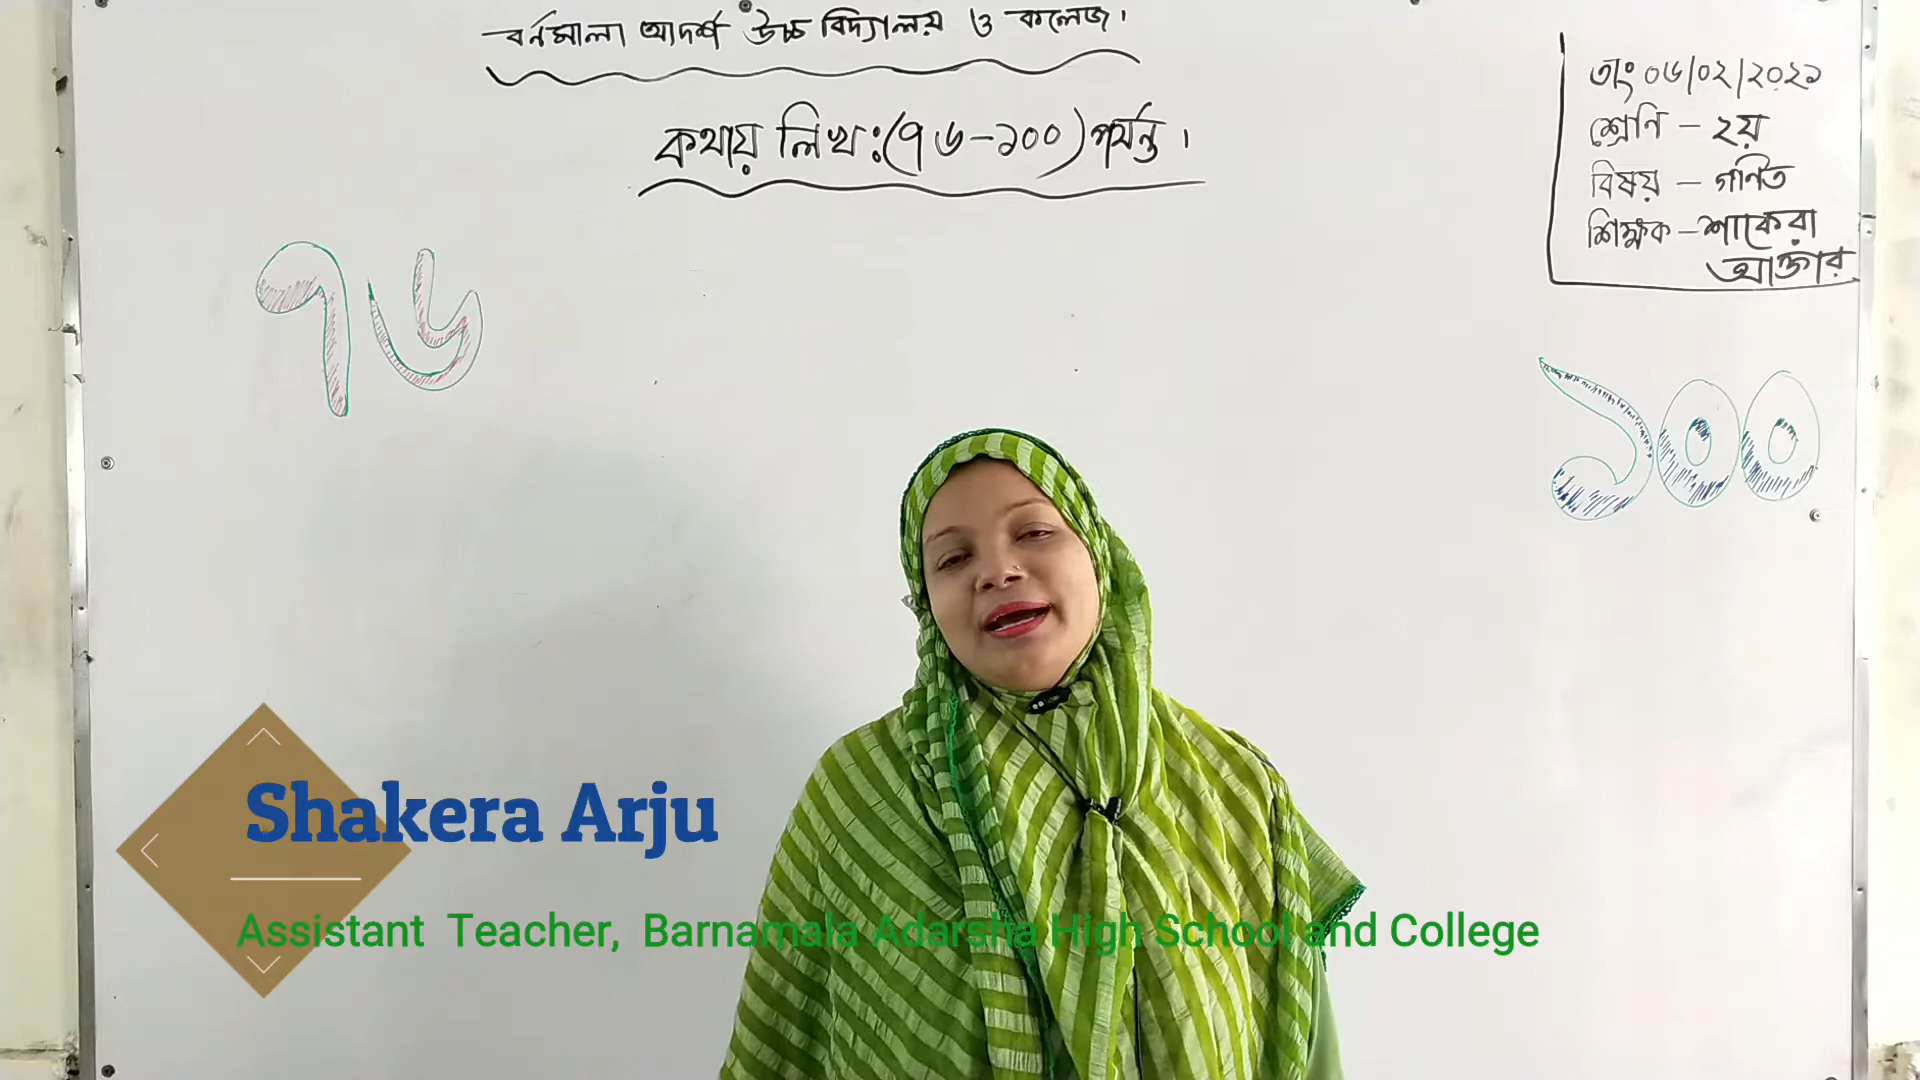 বর্নমালা আদর্শ উচ্চ বিদ্যালয় ও কলেজ।
কথায় লিখ:(৭৬-১০০)পর্যন্ত।
তাং ০৬/০২/২০২১
শ্রেণি - ২য়
বিষয় - গণিত
শিক্ষক - শাকেরা
আক্তার
৭৬
১০০
Shakera Arju
Assistant Teacher, Barnamala Adarsha High School and College